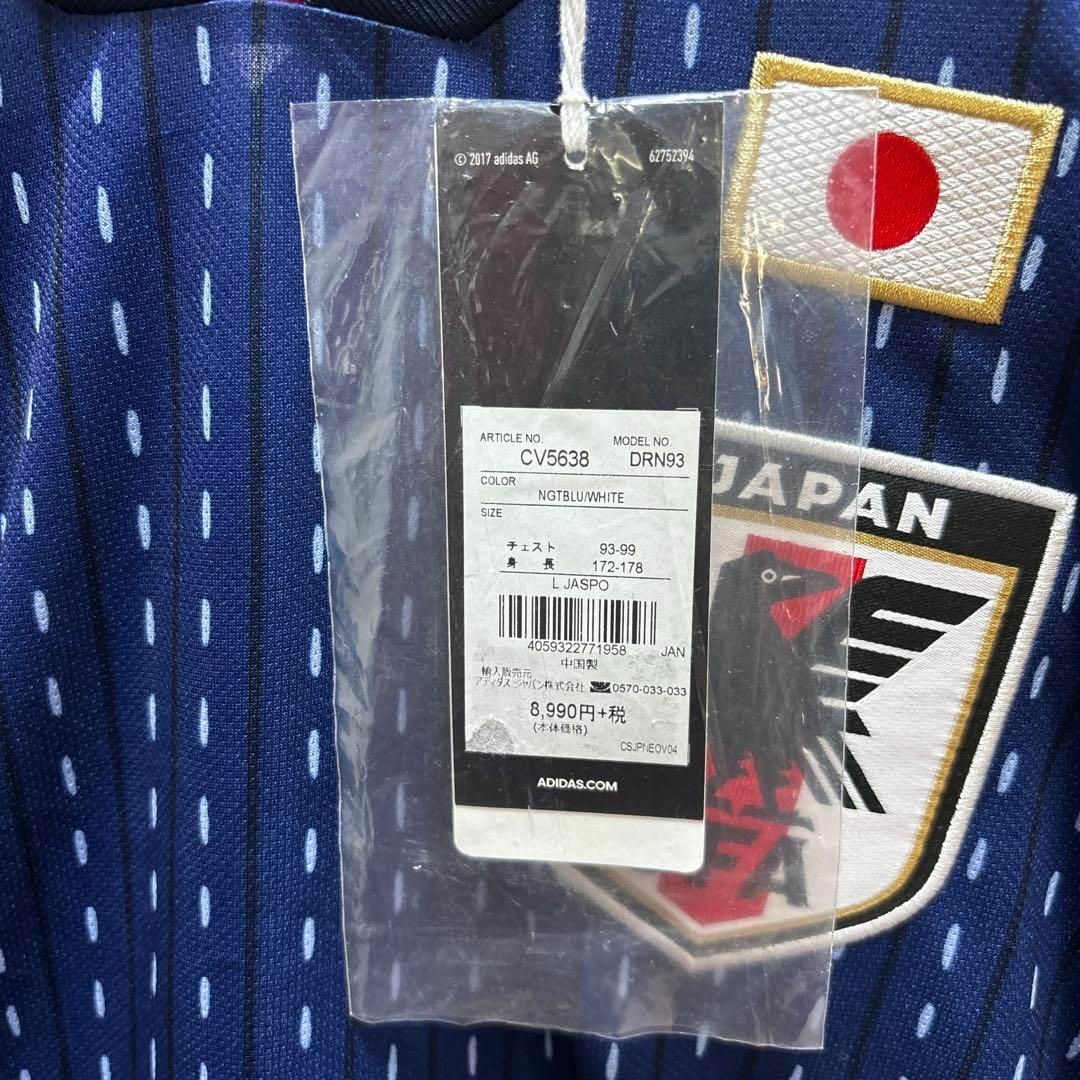 © 2017 adidas AG 62752394
ARTICLE NO. MODEL NO.
CV5638 DRN93
COLOR
NGTBLU/WHITE
SIZE
チェスト 93-99
身 長 172-178
L JASPO
4059322771958 JAN
中国製
輸入販売元
アディダス ジャパン株式会社 0570-033-033
8,990円+税
(本体価格)
CSJPNEOV04
ADIDAS.COM
JAPAN
JFA